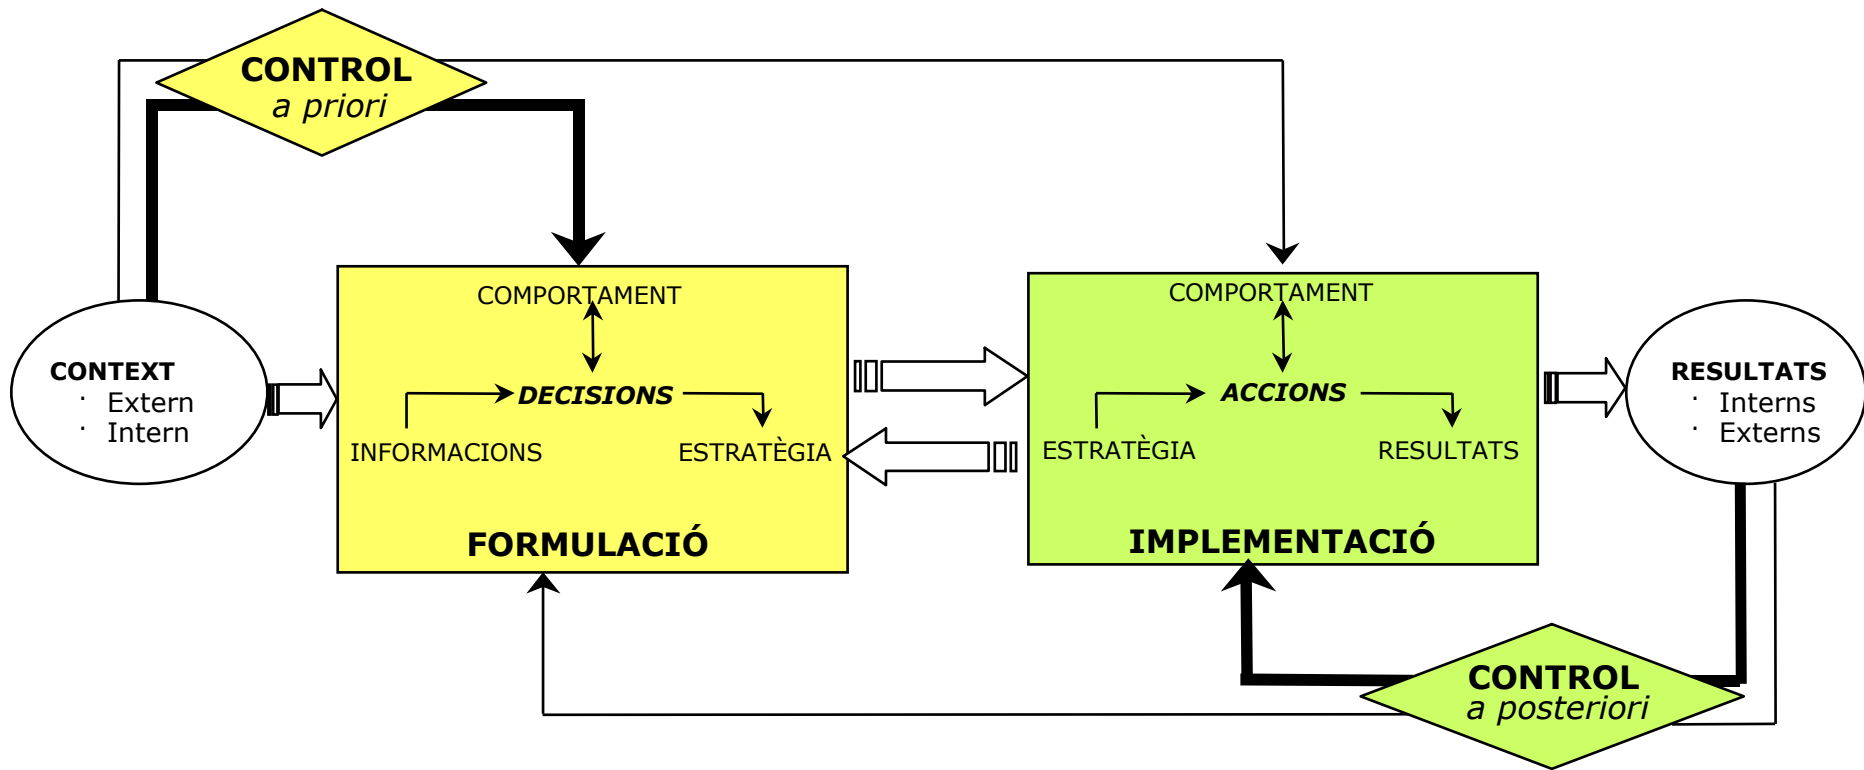 CONTROL
a priori
CONTEXT
· Extern
· Intern
COMPORTAMENT
DECISIONS
INFORMACIONS
ESTRATÈGIA
FORMULACIÓ
COMPORTAMENT
ACCIONS
ESTRATÈGIA
RESULTATS
IMPLEMENTACIÓ
RESULTATS
· Interns
· Externs
CONTROL
a posteriori